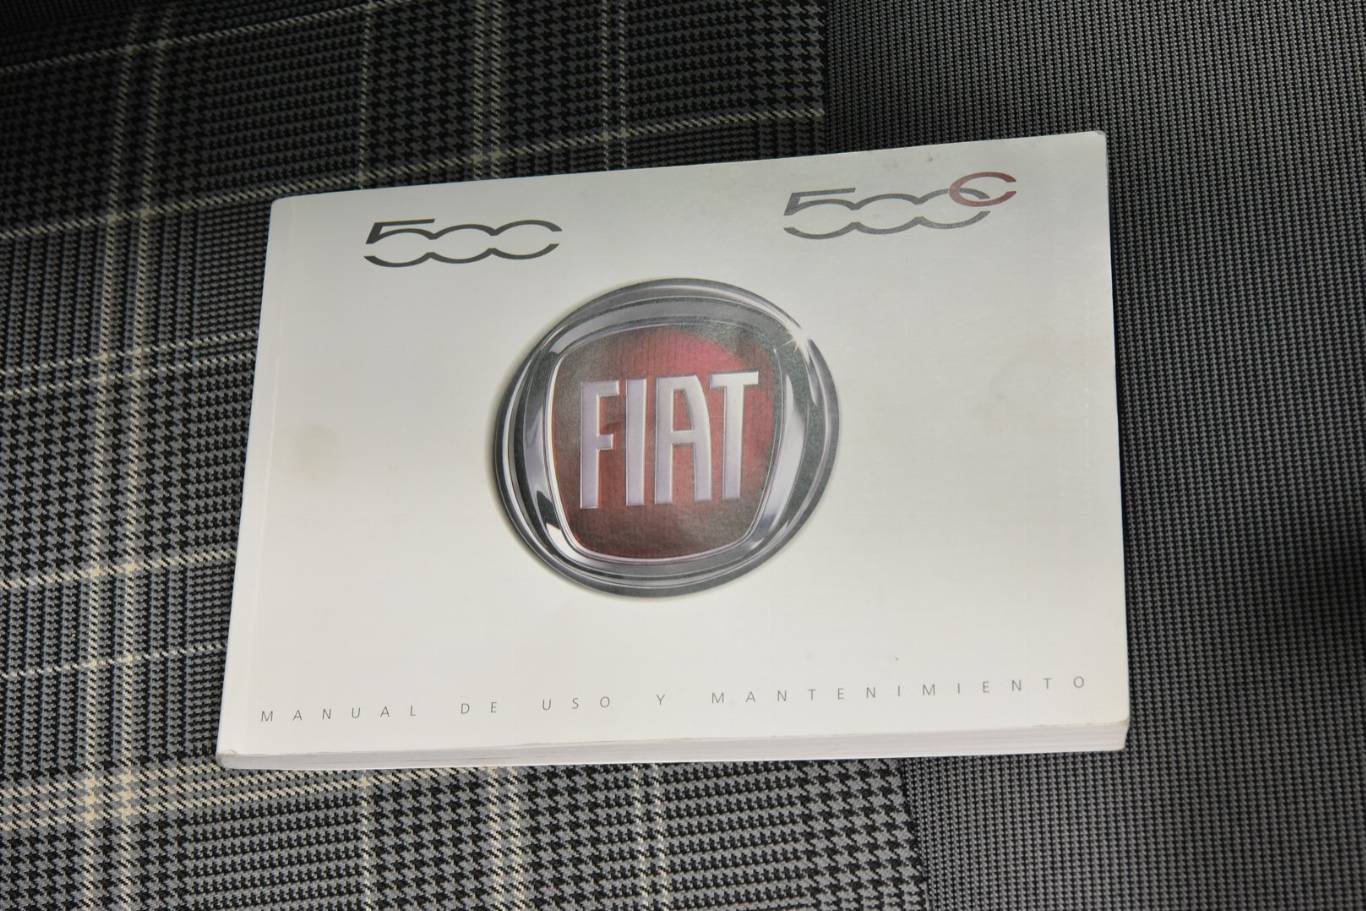 500
500C
FIAT
MANUAL DE USO Y MANTENIMIENTO